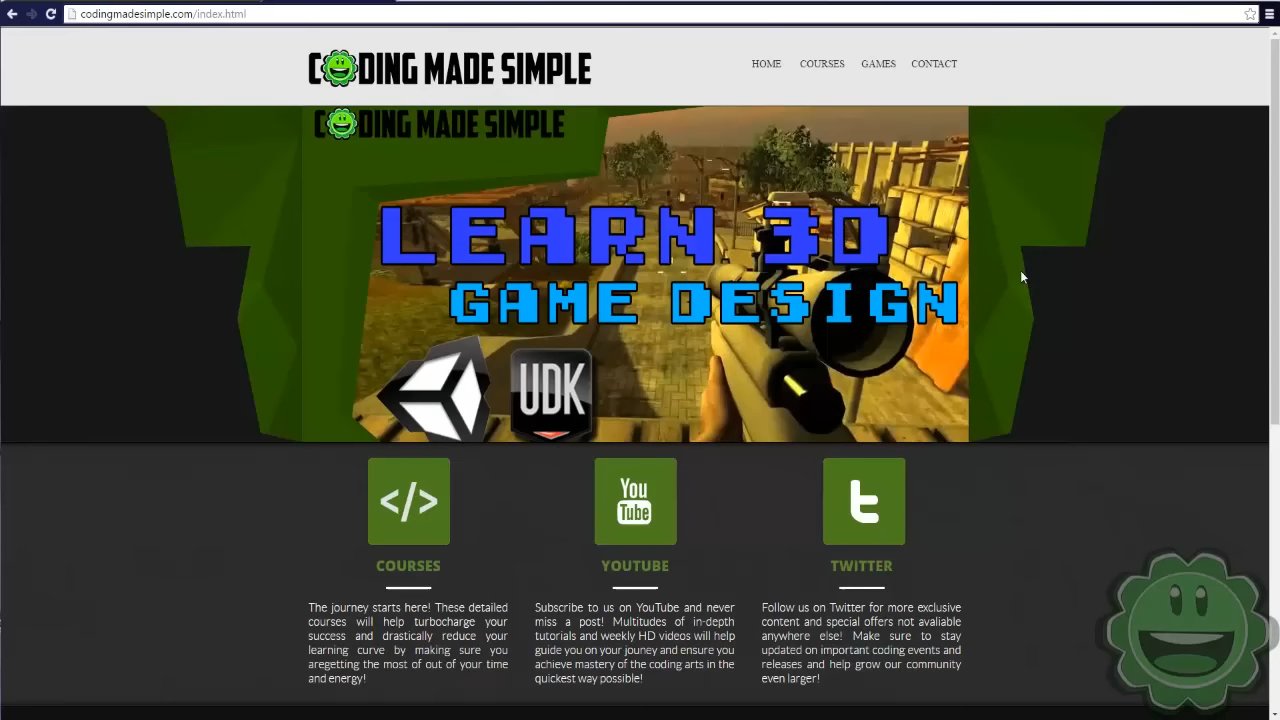 codingmadesimple.com/index.html
CODING MADE SIMPLE
HOME COURSES GAMES CONTACT
CODING MADE SIMPLE
LEARN 3D
GAME DESIGN
UDK
</>
You
Tube
t
COURSES
The journey starts here! These detailed
courses will help turbocharge your
success and drastically reduce your
learning curve by making sure you
aregetting the most of out of your time
and energy!
YOUTUBE
Subscribe to us on YouTube and never
miss a post! Multitudes of in-depth
tutorials and weekly HD videos will help
guide you on your jouney and ensure you
achieve mastery of the coding arts in the
quickest way possible!
TWITTER
Follow us on Twitter for more exclusive
content and special offers not avaliable
anywhere else! Make sure to stay
updated on important coding events and
releases and help grow our community
even larger!